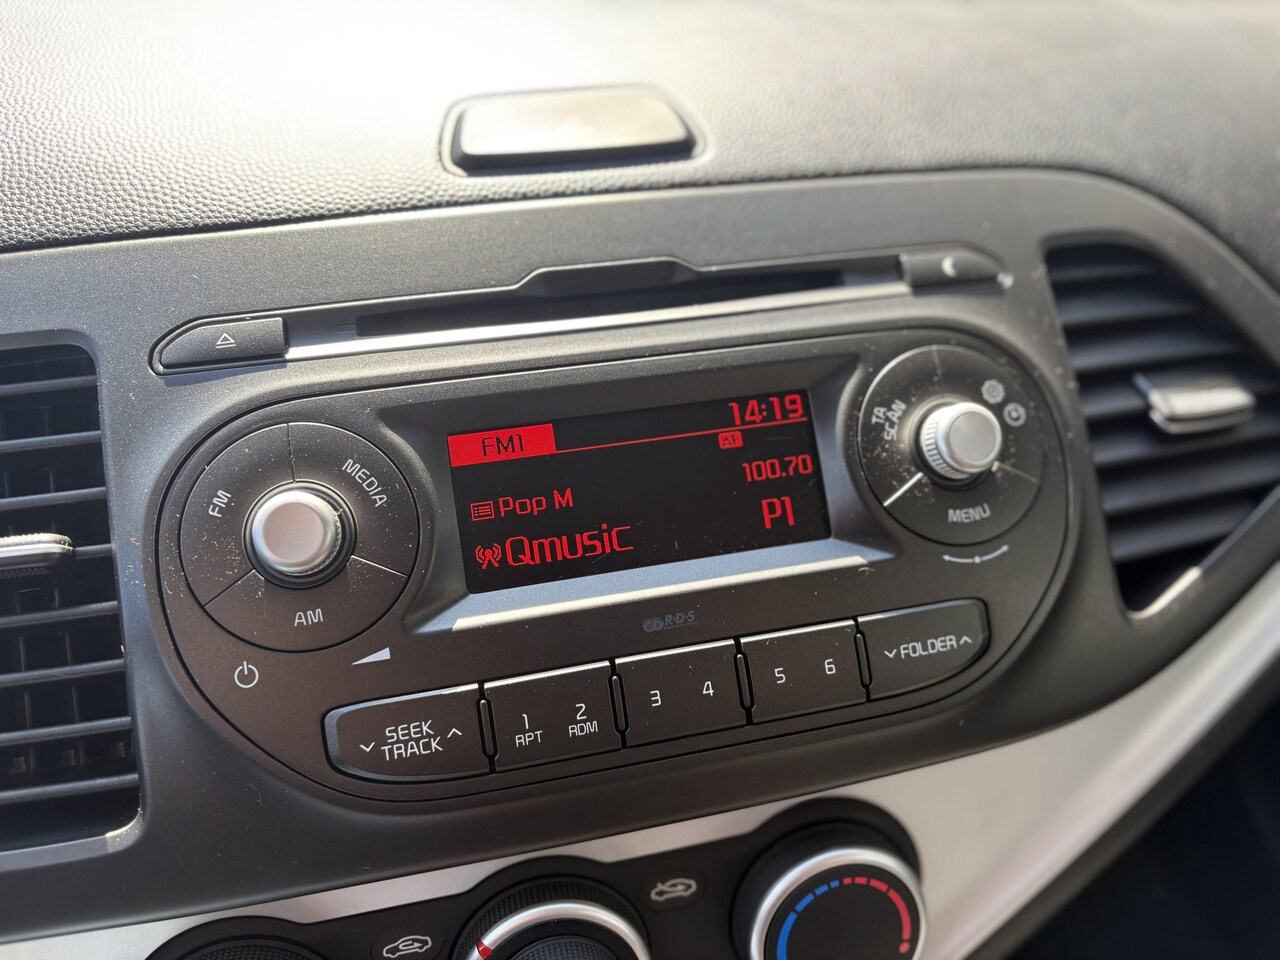 FM1
14:19
AF
100.70
Pop M
P1
Qmusic
FM
MEDIA
AM
TA
SCAN
MENU
R·D·S
SEEK
TRACK
1
RPT
2
RDM
3
4
5
6
FOLDER